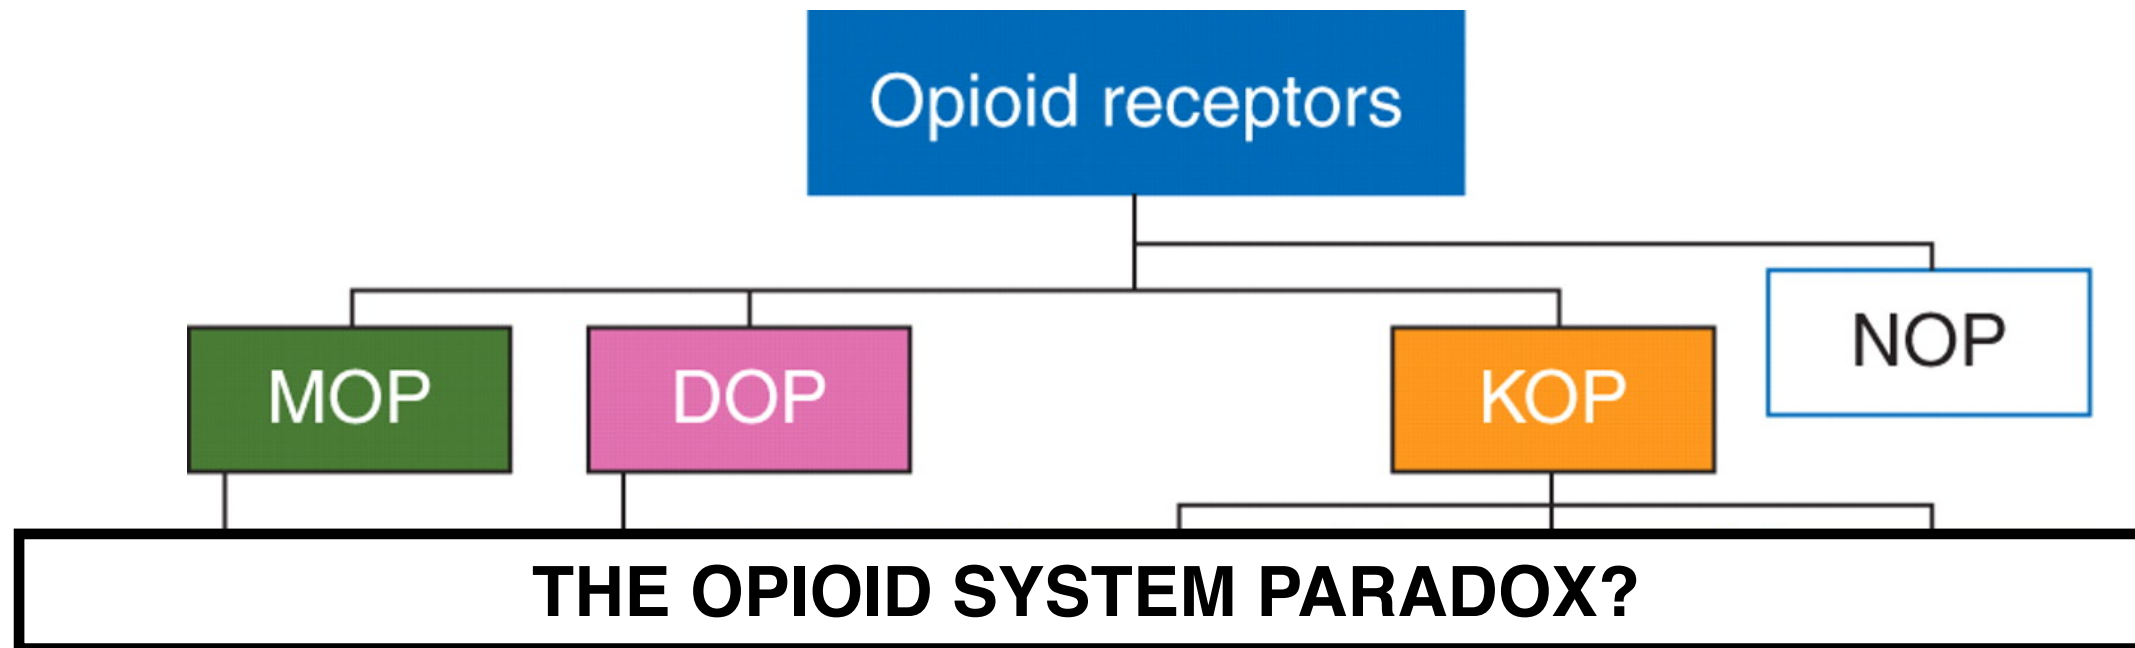 Opioid receptors
NOP
MOP
DOP
KOP
THE OPIOID SYSTEM PARADOX?